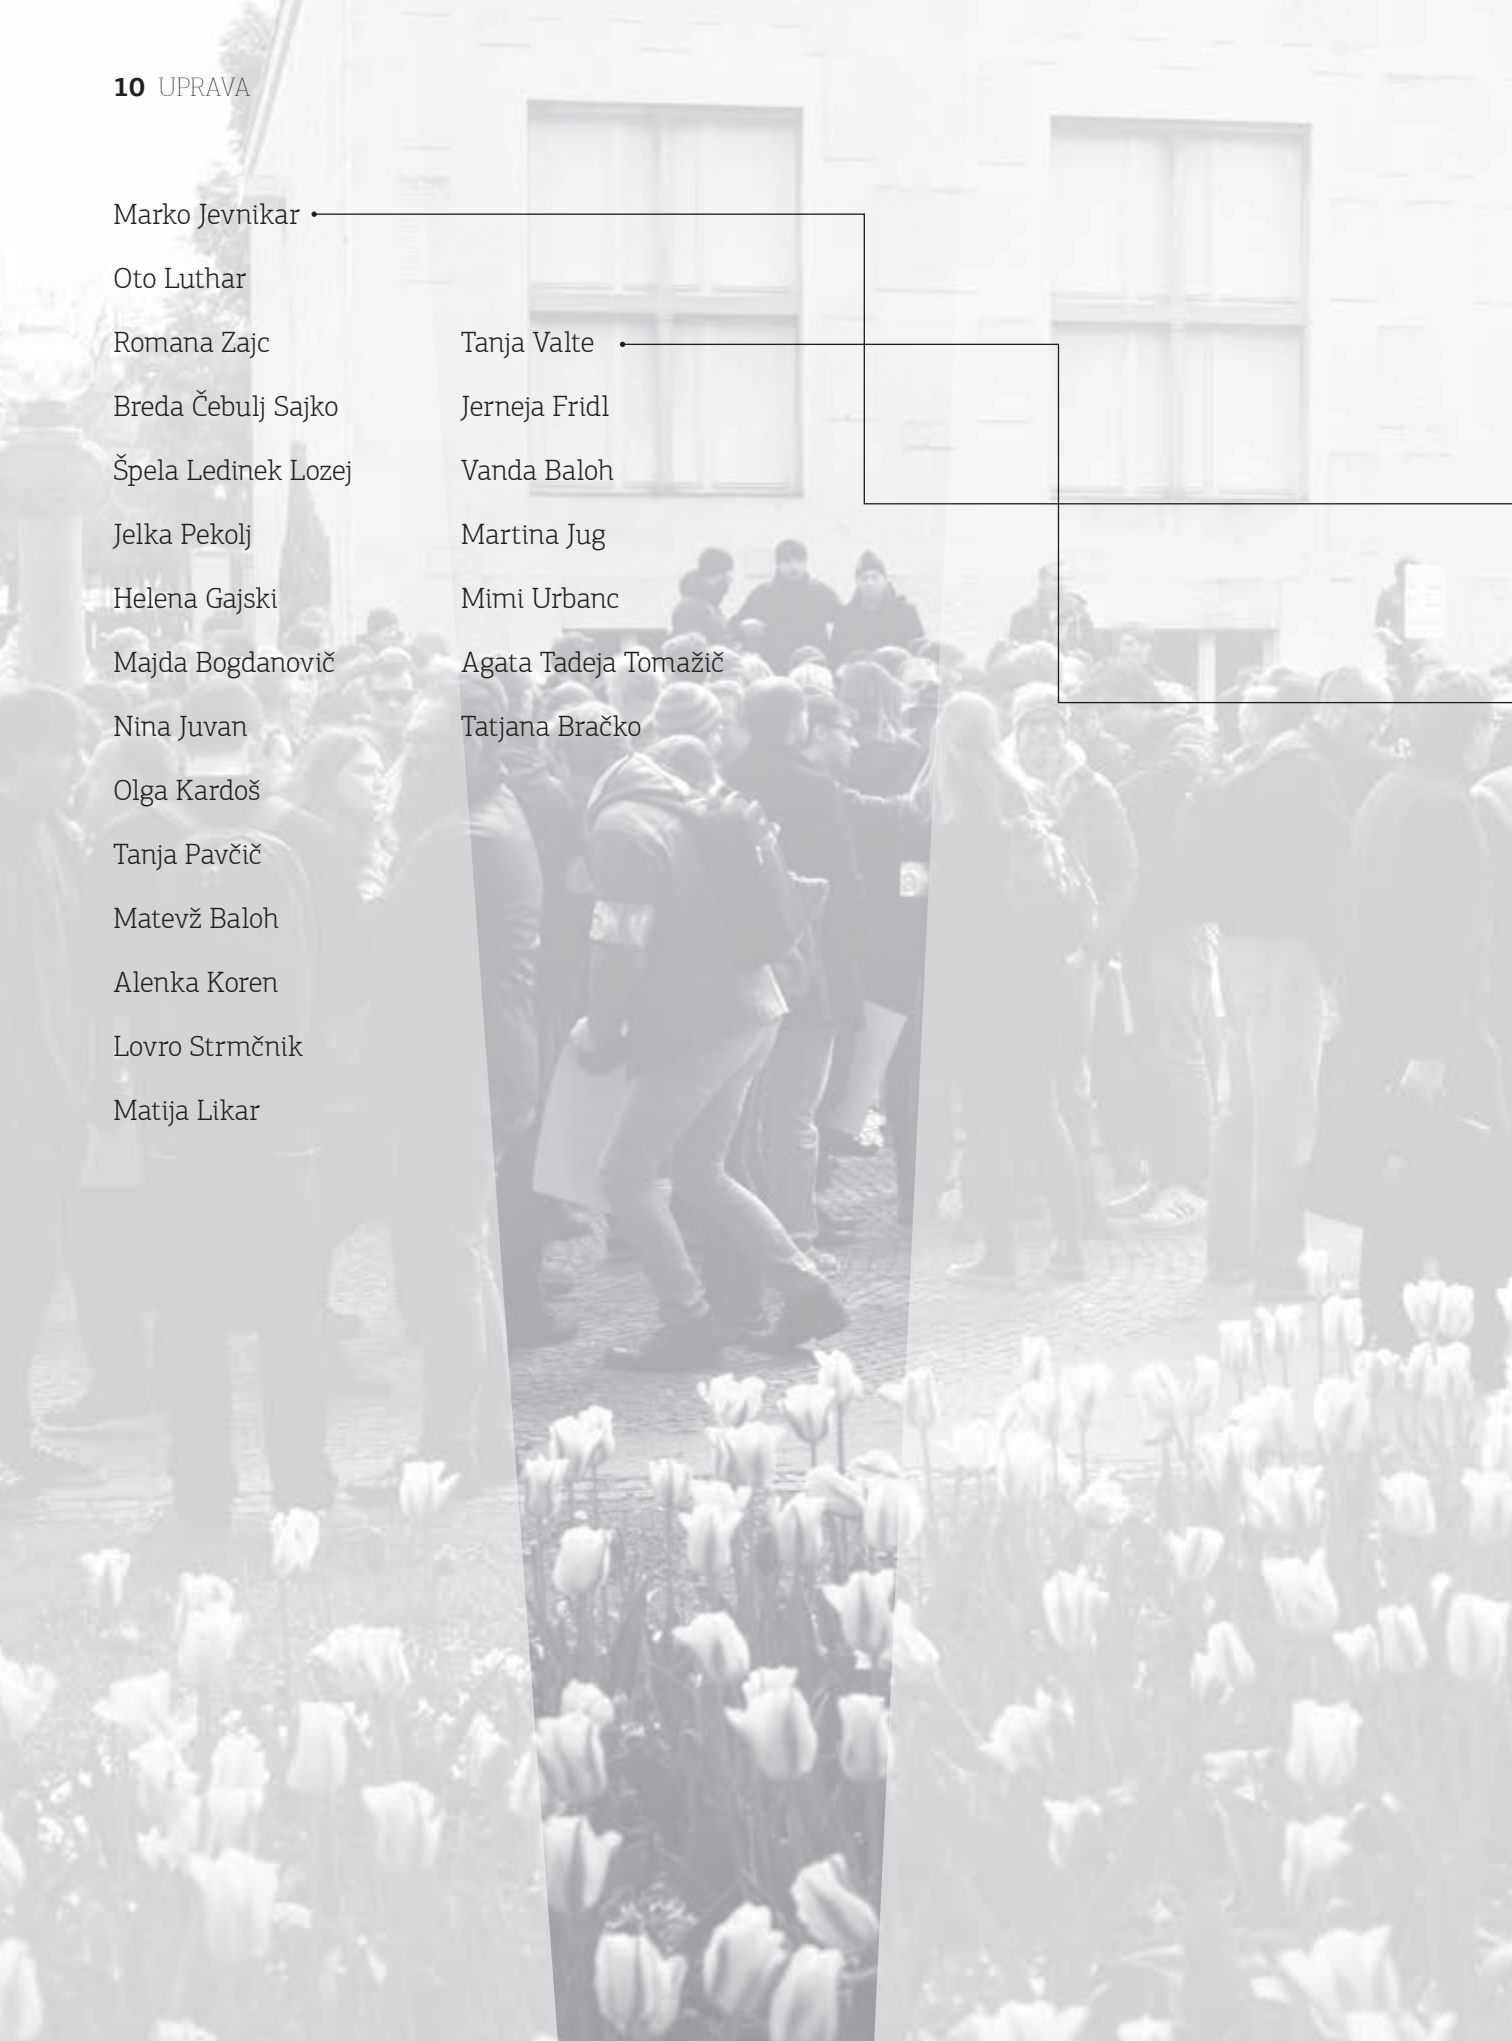 10 UPRAVA
Marko Jevnikar
Oto Luthar
Romana Zajc
Breda Čebulj Sajko
Špela Ledinek Lozej
Jelka Pekolj
Helena Gajski
Majda Bogdanovič
Nina Juvan
Olga Kardoš
Tanja Pavčič
Matevž Baloh
Alenka Koren
Lovro Strmčnik
Matija Likar
Tanja Valte
Jerneja Fridl
Vanda Baloh
Martina Jug
Mimi Urbanc
Agata Tadeja Tomažič
Tatjana Bračko